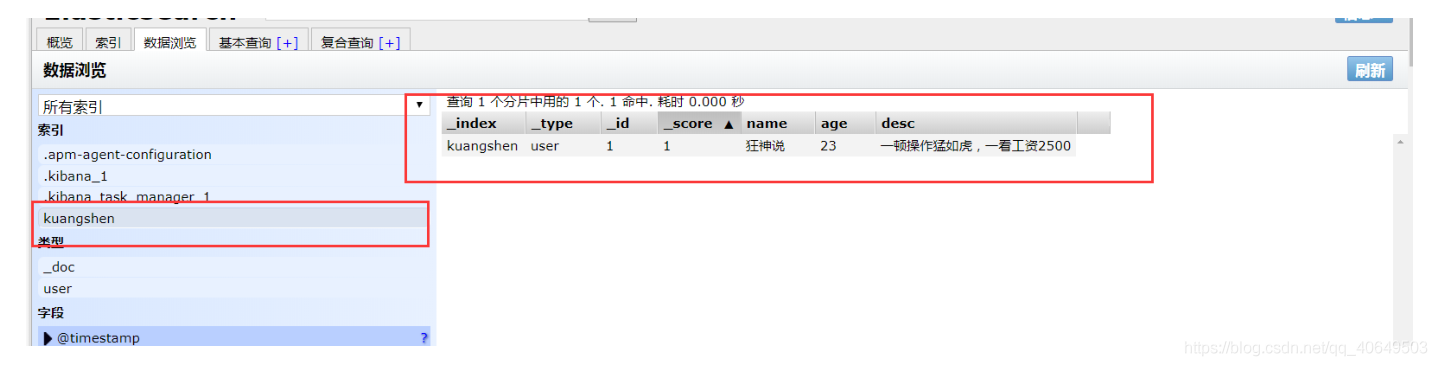 概览 索引 数据浏览 基本查询 [+] 复合查询 [+]
数据浏览 刷新
所有索引
查询 1 个分片中用的 1 个. 1 命中. 耗时 0.000 秒
_index _type _id _score ▲ name age desc
kuangshen user 1 1 狂神说 23 一顿操作猛如虎，一看工资2500
索引
.apm-agent-configuration
.kibana_1
.kibana_task_manager_1
kuangshen
类型
_doc
user
字段
@timestamp ?
https://blog.csdn.net/qq_40649503